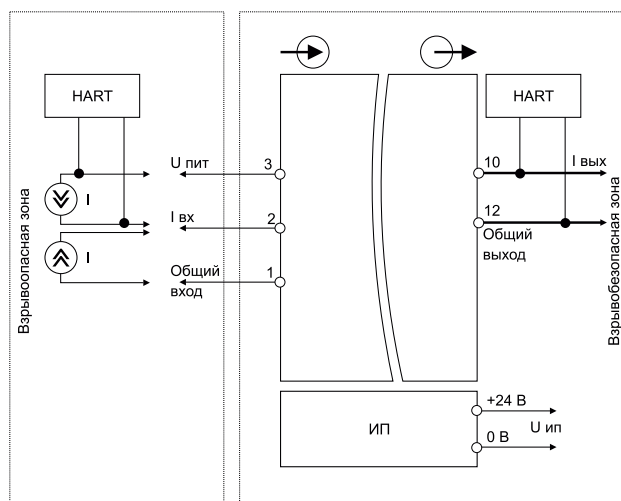 HART
HART
U пит
3
10
I вых
I
I вх
2
12
Общий
выход
I
Общий
вход
1
Взрывоопасная зона
Взрывобезопасная зона
+24 В
ИП
U ип
0 В